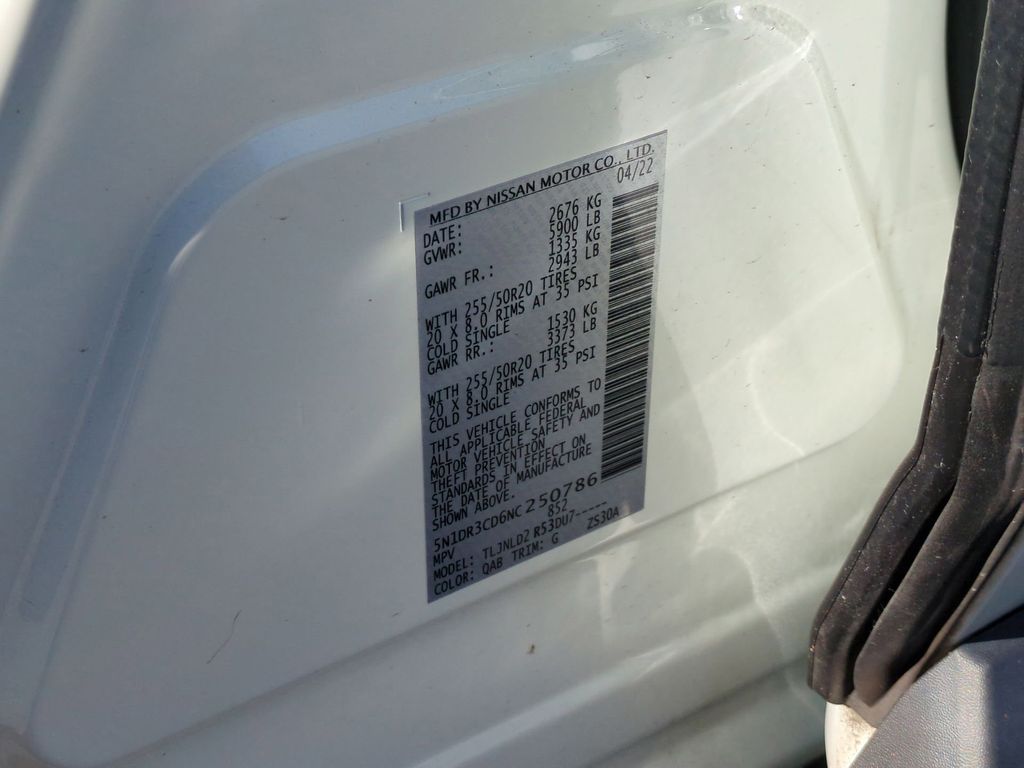 MFD BY NISSAN MOTOR CO., LTD.
DATE: 04/22
GVWR: 2676 KG
5900 LB
GAWR FR.: 1335 KG
2943 LB
WITH 255/50R20 TIRES
20 X 8.0 RIMS AT 35 PSI
COLD SINGLE
GAWR RR.: 1530 KG
3373 LB
WITH 255/50R20 TIRES
20 X 8.0 RIMS AT 35 PSI
COLD SINGLE
THIS VEHICLE CONFORMS TO
ALL APPLICABLE FEDERAL
MOTOR VEHICLE SAFETY AND
THEFT PREVENTION
STANDARDS IN EFFECT ON
THE DATE OF MANUFACTURE
SHOWN ABOVE.
5N1DR3CD6NC250786
MPV 852
MODEL: TLJNLD2 R53DU7-----
COLOR: QAB TRIM: G ZS30A